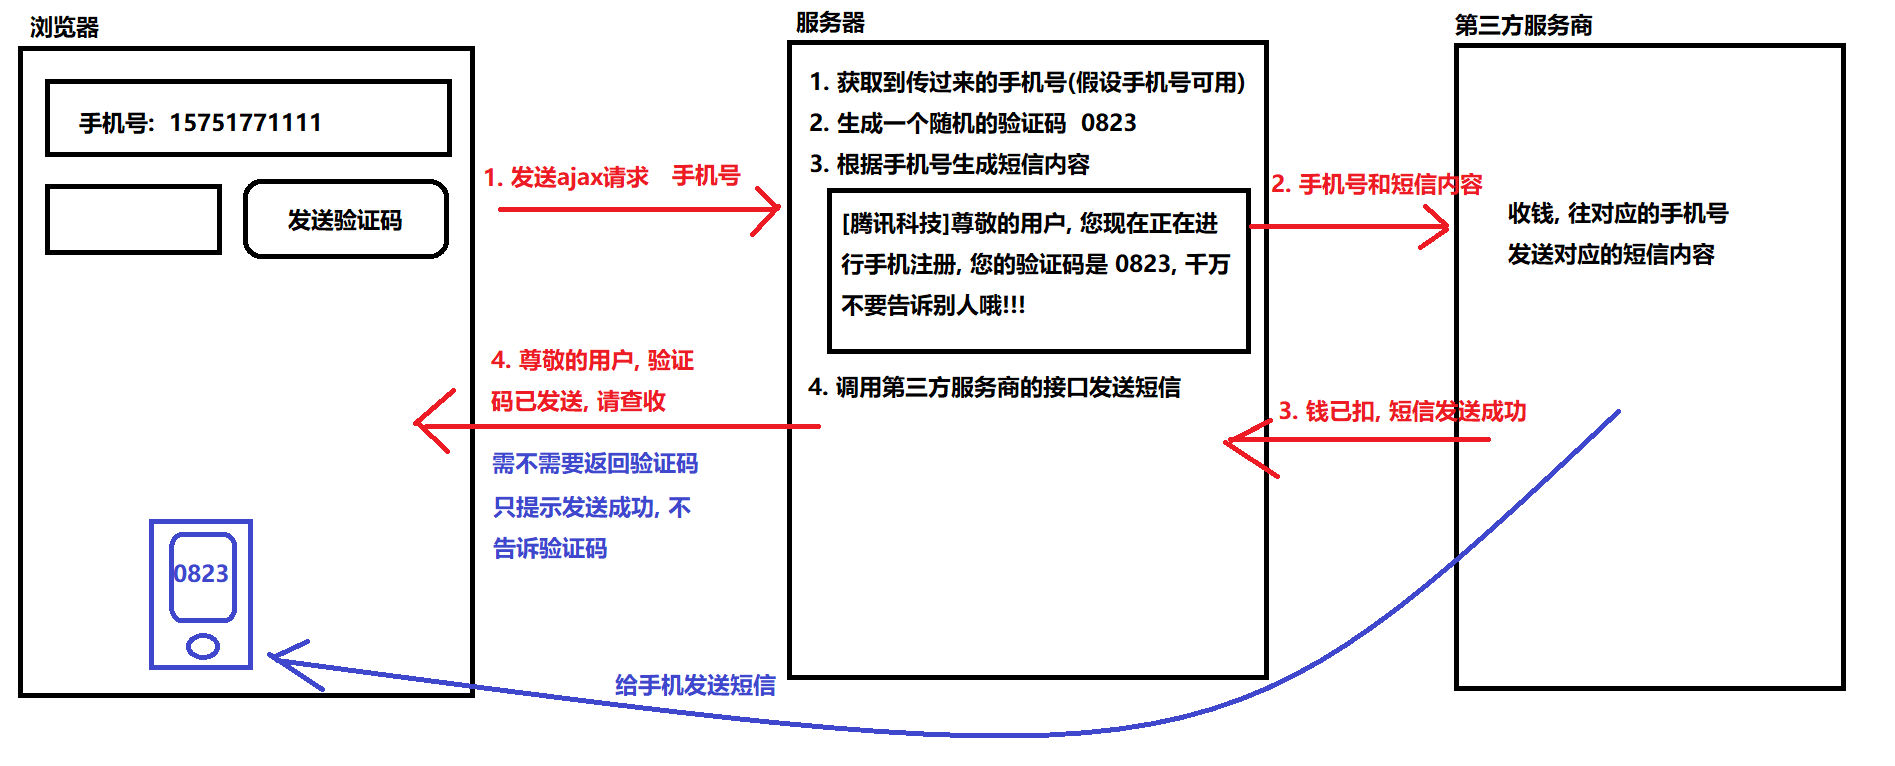 浏览器
手机号: 15751771111
发送验证码
1. 发送ajax请求 手机号
4. 尊敬的用户, 验证
码已发送, 请查收
需不需要返回验证码
只提示发送成功, 不
告诉验证码
0823
给手机发送短信
服务器
1. 获取到传过来的手机号(假设手机号可用)
2. 生成一个随机的验证码 0823
3. 根据手机号生成短信内容
[腾讯科技]尊敬的用户, 您现在正在进
行手机注册, 您的验证码是 0823, 千万
不要告诉别人哦!!!
4. 调用第三方服务商的接口发送短信
2. 手机号和短信内容
3. 钱已扣, 短信发送成功
第三方服务商
收钱, 往对应的手机号
发送对应的短信内容